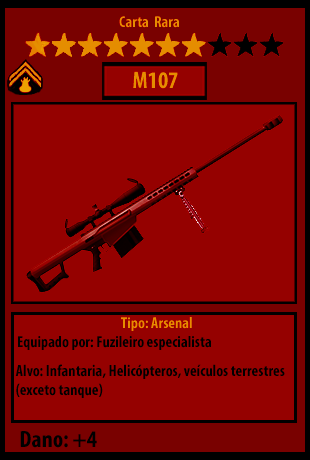 Carta Rara
M107
Tipo: Arsenal
Equipado por: Fuzileiro especialista
Alvo: Infantaria, Helicópteros, veículos terrestres
(exceto tanque)
Dano: +4